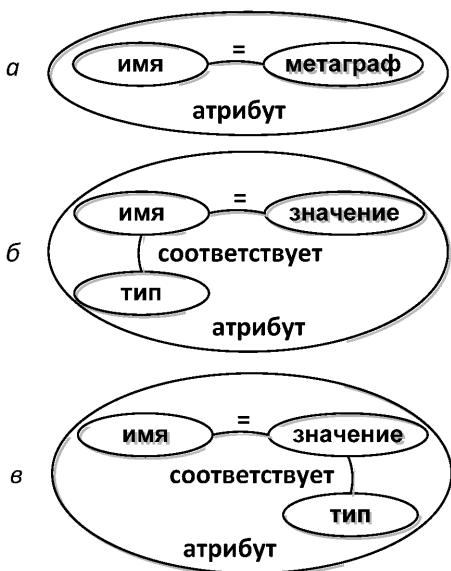 =
а имя метаграф
атрибут
=
имя значение
б соответствует
тип
атрибут
=
имя значение
в соответствует
тип
атрибут